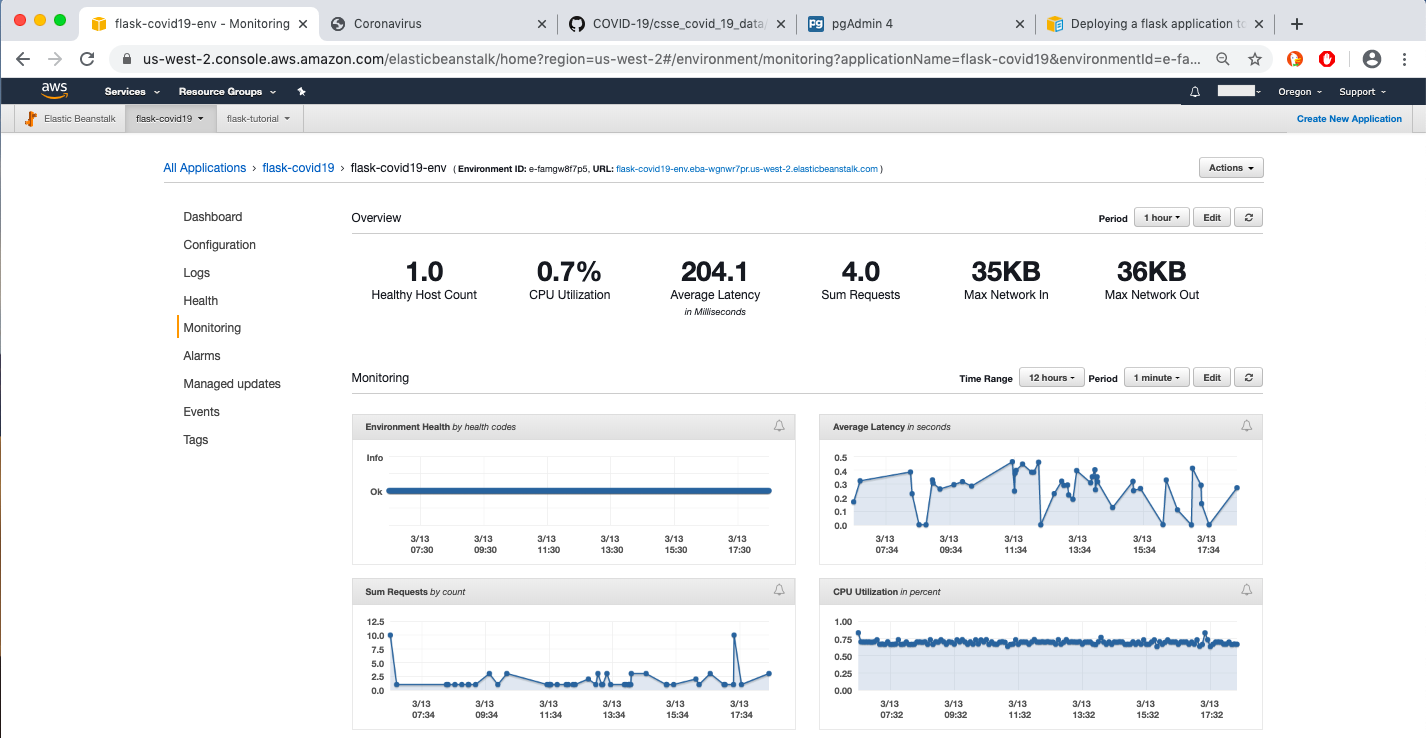 flask-covid19-env - Monitoring
Coronavirus
COVID-19/csse_covid_19_data/
Pg pgAdmin 4
Deploying a flask application to
us-west-2.console.aws.amazon.com/elasticbeanstalk/home?region=us-west-2#/environment/monitoring?applicationName=flask-covid19&environmentId=e-fa...
aws Services Resource Groups Oregon Support
Elastic Beanstalk flask-covid19 flask-tutorial Create New Application
All Applications › flask-covid19 › flask-covid19-env ( Environment ID: e-famgw8f7p5, URL: flask-covid19-env.eba-wgnwr7pr.us-west-2.elasticbeanstalk.com )
Actions
Dashboard
Configuration
Logs
Health
Monitoring
Alarms
Managed updates
Events
Tags
Overview
Period 1 hour Edit
1.0 0.7% 204.1 4.0 35KB 36KB
Healthy Host Count CPU Utilization Average Latency Sum Requests Max Network In Max Network Out
in Milliseconds
Monitoring
Time Range 12 hours Period 1 minute Edit
Environment Health by health codes
Info
Ok
3/13 3/13 3/13 3/13 3/13 3/13
07:30 09:30 11:30 13:30 15:30 17:30
Average Latency in seconds
0.5
0.4
0.3
0.2
0.1
0.0
3/13 3/13 3/13 3/13 3/13 3/13
07:34 09:34 11:34 13:34 15:34 17:34
Sum Requests by count
12.5
10.0
7.5
5.0
2.5
0.0
3/13 3/13 3/13 3/13 3/13 3/13
07:34 09:34 11:34 13:34 15:34 17:34
CPU Utilization in percent
1.00
0.75
0.50
0.25
0.00
3/13 3/13 3/13 3/13 3/13 3/13
07:32 09:32 11:32 13:32 15:32 17:32